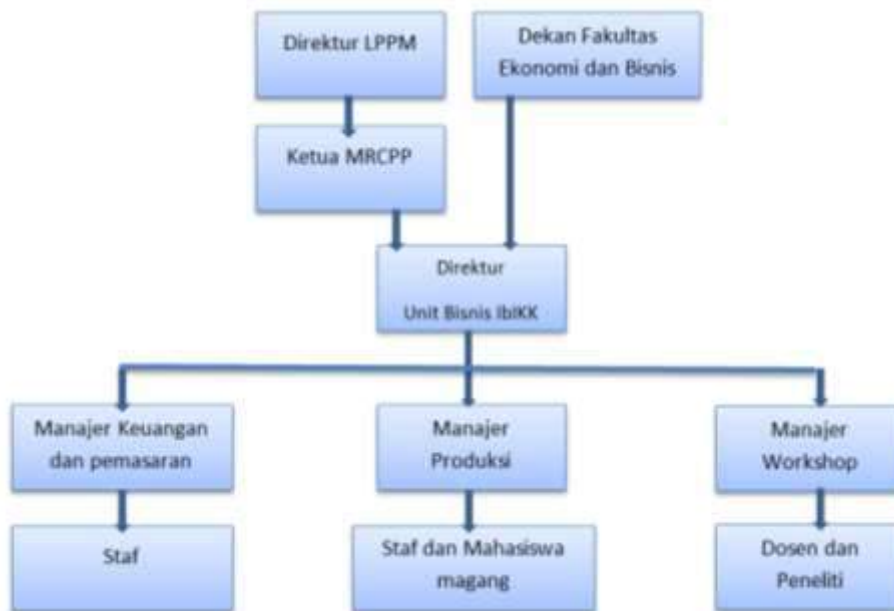 Direktur LPPM
Dekan Fakultas
Ekonomi dan Bisnis
Ketua MRCPP
Direktur
Unit Bisnis IbIKK
Manajer Keuangan
dan pemasaran
Manajer
Produksi
Manajer
Workshop
Staf
Staf dan Mahasiswa
magang
Dosen dan
Peneliti